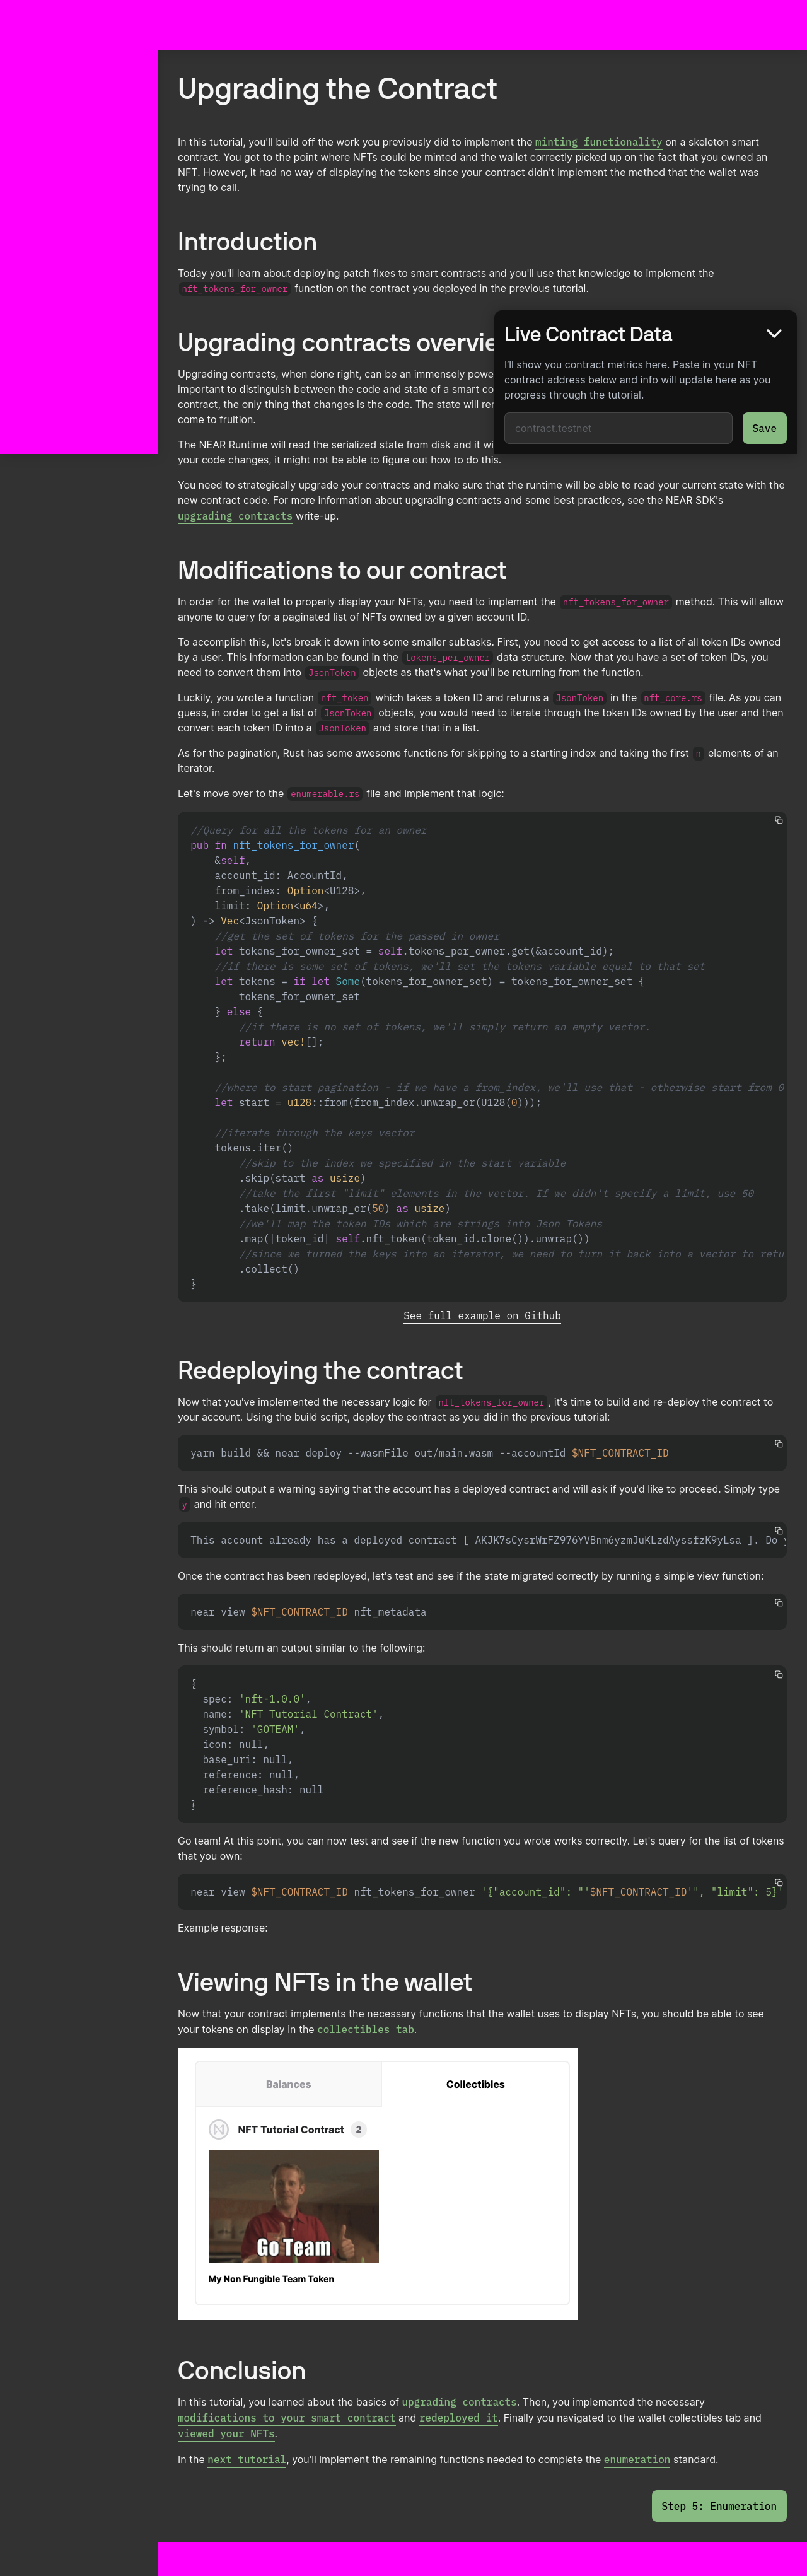 Upgrading the Contract
In this tutorial, you'll build off the work you previously did to implement the minting functionality on a skeleton smart
contract. You got to the point where NFTs could be minted and the wallet correctly picked up on the fact that you owned an
NFT. However, it had no way of displaying the tokens since your contract didn't implement the method that the wallet was
trying to call.
Introduction
Today you'll learn about deploying patch fixes to smart contracts and you'll use that knowledge to implement the
nft_tokens_for_owner function on the contract you deployed in the previous tutorial.
Upgrading contracts overvie
Upgrading contracts, when done right, can be an immensely powe
important to distinguish between the code and state of a smart co
contract, the only thing that changes is the code. The state will rer
come to fruition.
The NEAR Runtime will read the serialized state from disk and it wi
your code changes, it might not be able to figure out how to do this.
Live Contract Data
I'll show you contract metrics here. Paste in your NFT
contract address below and info will update here as you
progress through the tutorial.
contract.testnet
Save
You need to strategically upgrade your contracts and make sure that the runtime will be able to read your current state with the
new contract code. For more information about upgrading contracts and some best practices, see the NEAR SDK's
upgrading contracts write-up.
Modifications to our contract
In order for the wallet to properly display your NFTs, you need to implement the nft_tokens_for_owner method. This will allow
anyone to query for a paginated list of NFTs owned by a given account ID.
To accomplish this, let's break it down into some smaller subtasks. First, you need to get access to a list of all token IDs owned
by a user. This information can be found in the tokens_per_owner data structure. Now that you have a set of token IDs, you
need to convert them into JsonToken objects as that's what you'll be returning from the function.
Luckily, you wrote a function nft_token which takes a token ID and returns a JsonToken in the nft_core.rs file. As you can
guess, in order to get a list of JsonToken objects, you would need to iterate through the token IDs owned by the user and then
convert each token ID into a JsonToken and store that in a list.
As for the pagination, Rust has some awesome functions for skipping to a starting index and taking the first n elements of an
iterator.
Let's move over to the enumerable.rs file and implement that logic:
//Query for all the tokens for an owner
pub fn nft_tokens_for_owner(
    &self,
    account_id: AccountId,
    from_index: Option<U128>,
    limit: Option<u64>,
) -> Vec<JsonToken> {
    //get the set of tokens for the passed in owner
    let tokens_for_owner_set = self.tokens_per_owner.get(&account_id);
    //if there is some set of tokens, we'll set the tokens variable equal to that set
    let tokens = if let Some(tokens_for_owner_set) = tokens_for_owner_set {
        tokens_for_owner_set
    } else {
        //if there is no set of tokens, we'll simply return an empty vector.
        return vec![];
    };
    //where to start pagination - if we have a from_index, we'll use that - otherwise start from 0
    let start = u128::from(from_index.unwrap_or(U128(0)));
    //iterate through the keys vector
    tokens.iter()
        //skip to the index we specified in the start variable
        .skip(start as usize)
        //take the first "limit" elements in the vector. If we didn't specify a limit, use 50
        .take(limit.unwrap_or(50) as usize)
        //we'll map the token IDs which are strings into Json Tokens
        .map(|token_id| self.nft_token(token_id.clone()).unwrap())
        //since we turned the keys into an iterator, we need to turn it back into a vector to retu
        .collect()
}
See full example on Github
Redeploying the contract
Now that you've implemented the necessary logic for nft_tokens_for_owner, it's time to build and re-deploy the contract to
your account. Using the build script, deploy the contract as you did in the previous tutorial:
yarn build && near deploy --wasmFile out/main.wasm --accountId $NFT_CONTRACT_ID
This should output a warning saying that the account has a deployed contract and will ask if you'd like to proceed. Simply type
y and hit enter.
This account already has a deployed contract [ AKJK7sCysrWrFZ976YVBnm6yzmJuKLzdAyssfzK9yLsa ]. Do y
Once the contract has been redeployed, let's test and see if the state migrated correctly by running a simple view function:
near view $NFT_CONTRACT_ID nft_metadata
This should return an output similar to the following:
{
  spec: 'nft-1.0.0',
  name: 'NFT Tutorial Contract',
  symbol: 'GOTEAM',
  icon: null,
  base_uri: null,
  reference: null,
  reference_hash: null
}
Go team! At this point, you can now test and see if the new function you wrote works correctly. Let's query for the list of tokens
that you own:
near view $NFT_CONTRACT_ID nft_tokens_for_owner '{"account_id": "'$NFT_CONTRACT_ID'", "limit": 5}'
Example response:
Viewing NFTs in the wallet
Now that your contract implements the necessary functions that the wallet uses to display NFTs, you should be able to see
your tokens on display in the collectibles tab.
Balances
Collectibles
NFT Tutorial Contract 2
Go Team
My Non Fungible Team Token
Conclusion
In this tutorial, you learned about the basics of upgrading contracts. Then, you implemented the necessary
modifications to your smart contract and redeployed it. Finally you navigated to the wallet collectibles tab and
viewed your NFTs.
In the next tutorial, you'll implement the remaining functions needed to complete the enumeration standard.
Step 5: Enumeration